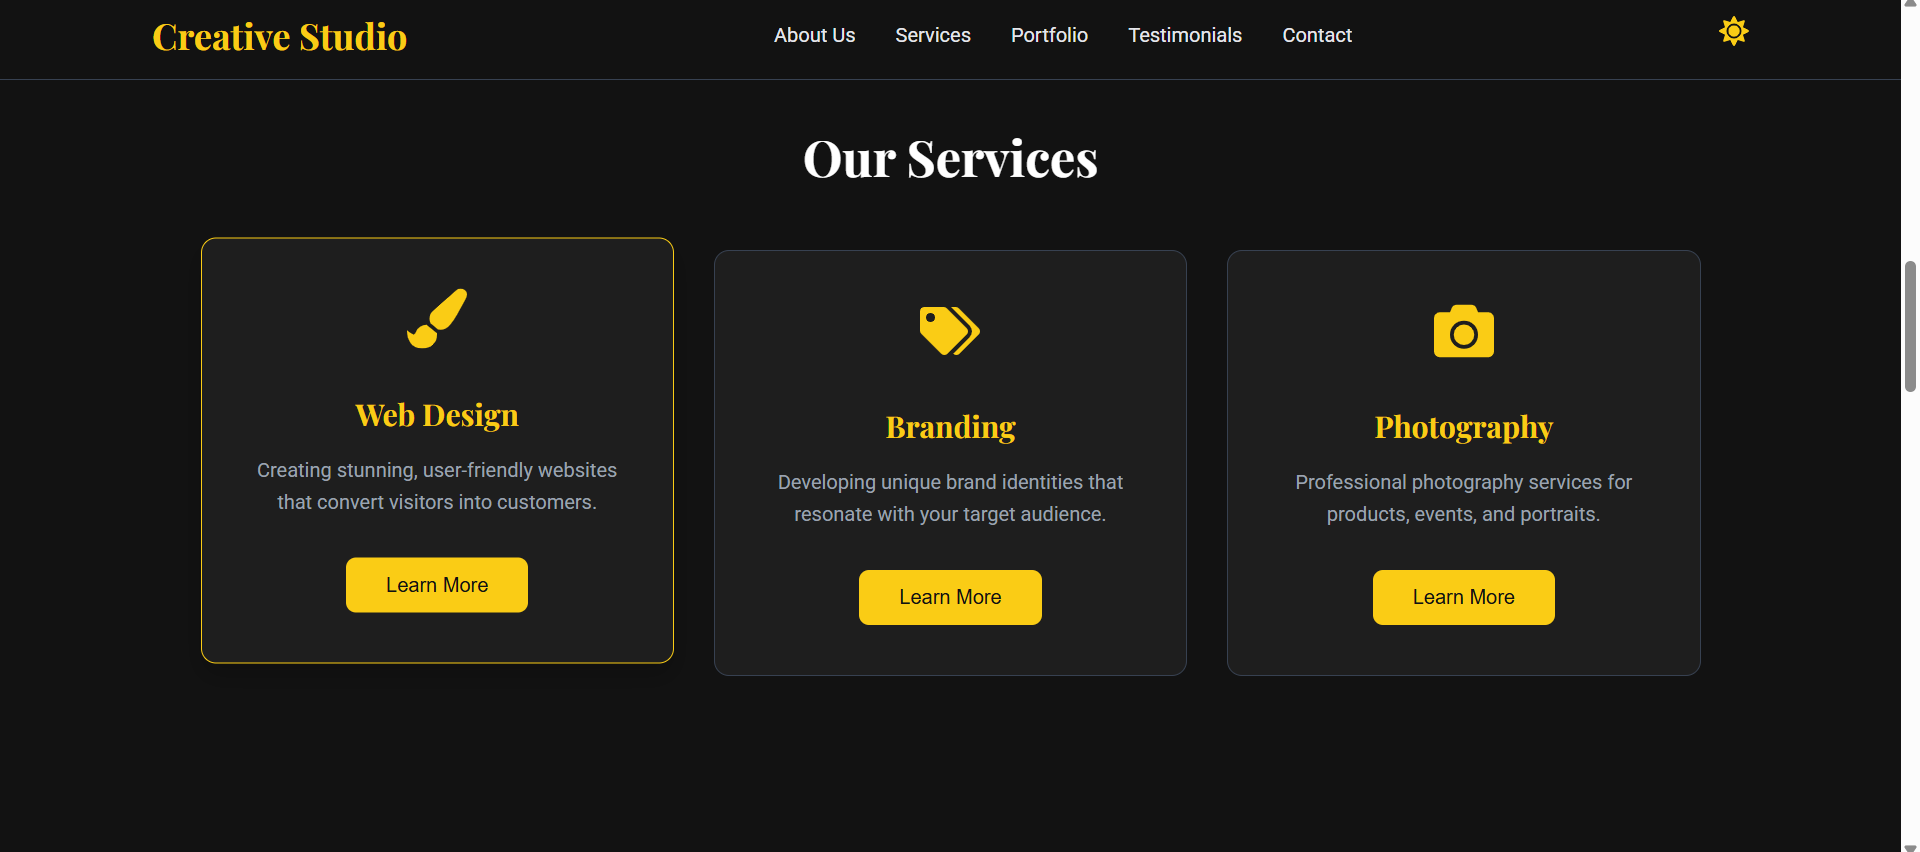 Creative Studio
About Us Services Portfolio Testimonials Contact
Our Services
Web Design
Creating stunning, user-friendly websites
that convert visitors into customers.
Learn More
Branding
Developing unique brand identities that
resonate with your target audience.
Learn More
Photography
Professional photography services for
products, events, and portraits.
Learn More